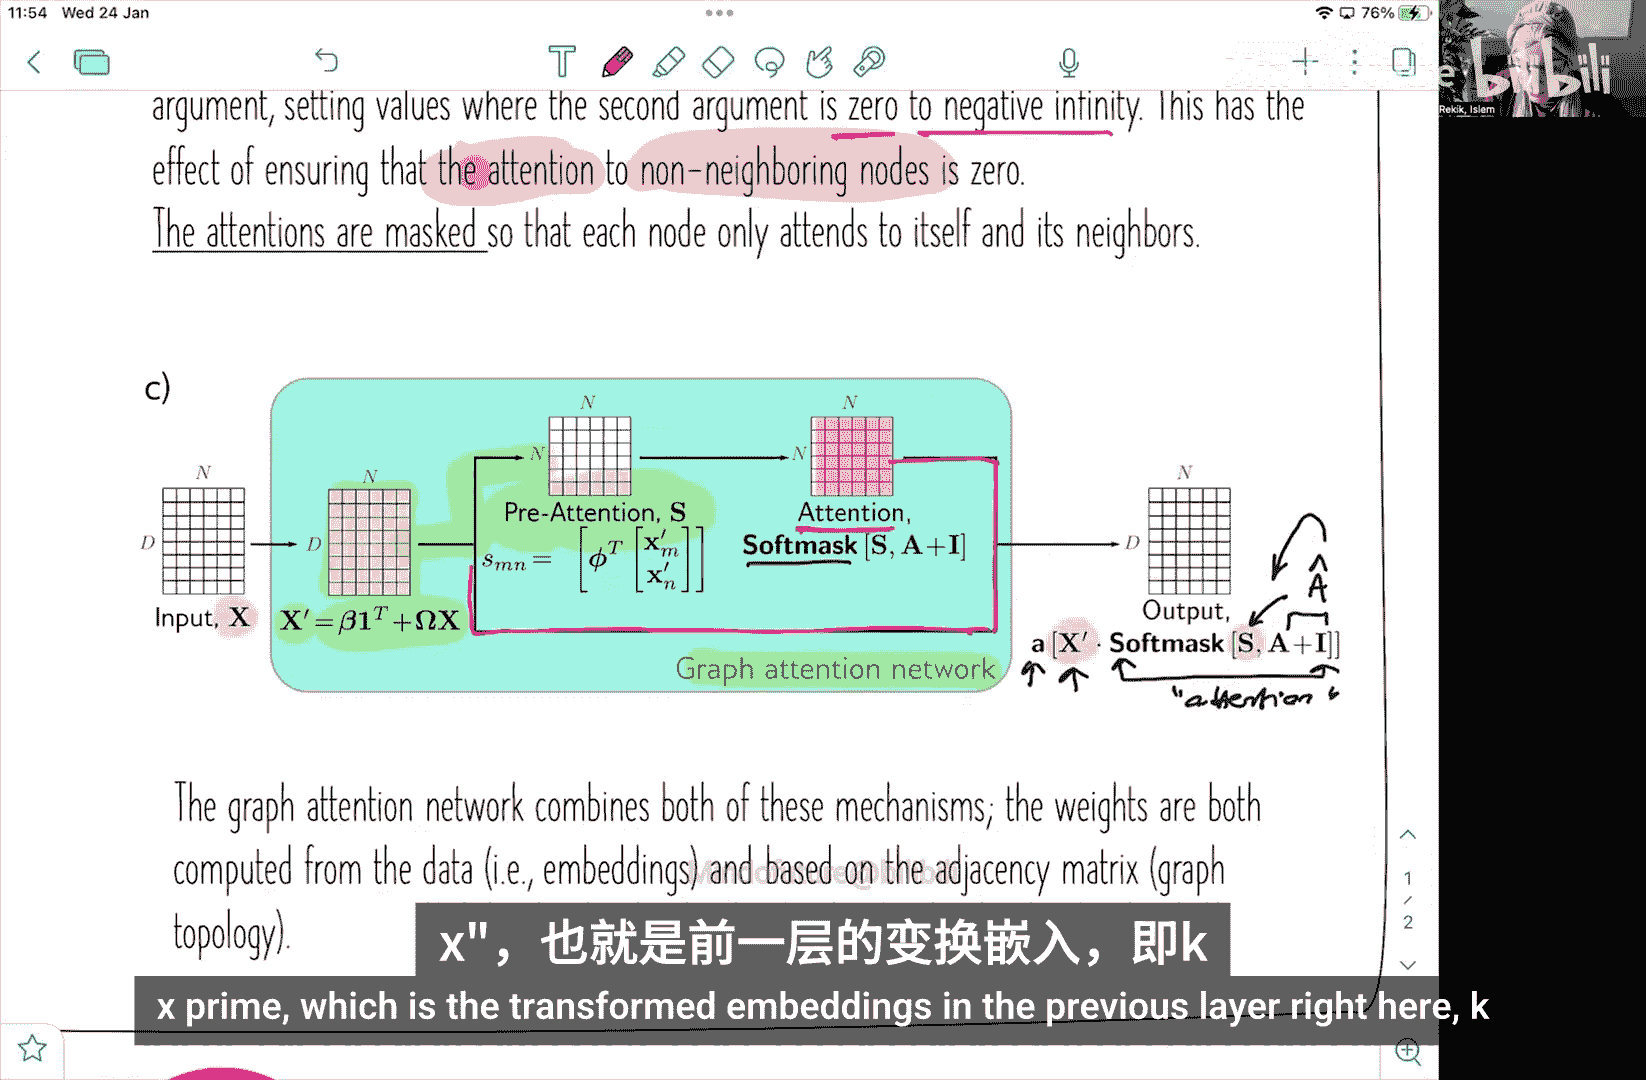 11:54 Wed 24 Jan
76%
bilibili
Rekik, Islem
argument, setting values where the second argument is zero to negative infinity. This has the
effect of ensuring that the attention to non-neighboring nodes is zero.
The attentions are masked so that each node only attends to itself and its neighbors.
c)
N
D
Input, X
N
D
X′=β1ᵀ+ΩX
N
N
Pre-Attention, S
sₘₙ = [ϕᵀ [x′ₘ x′ₙ]]
N
N
Attention,
Softmask [S, A+I]
Graph attention network
N
D
Output,
a [X′ · Softmask [S, A+I]]
Â
"attention"
The graph attention network combines both of these mechanisms; the weights are both
computed from the data (i.e., embeddings) and based on the adjacency matrix (graph
topology).
1
/
2
x"，也就是前一层的变换嵌入，即k
x prime, which is the transformed embeddings in the previous layer right here, k